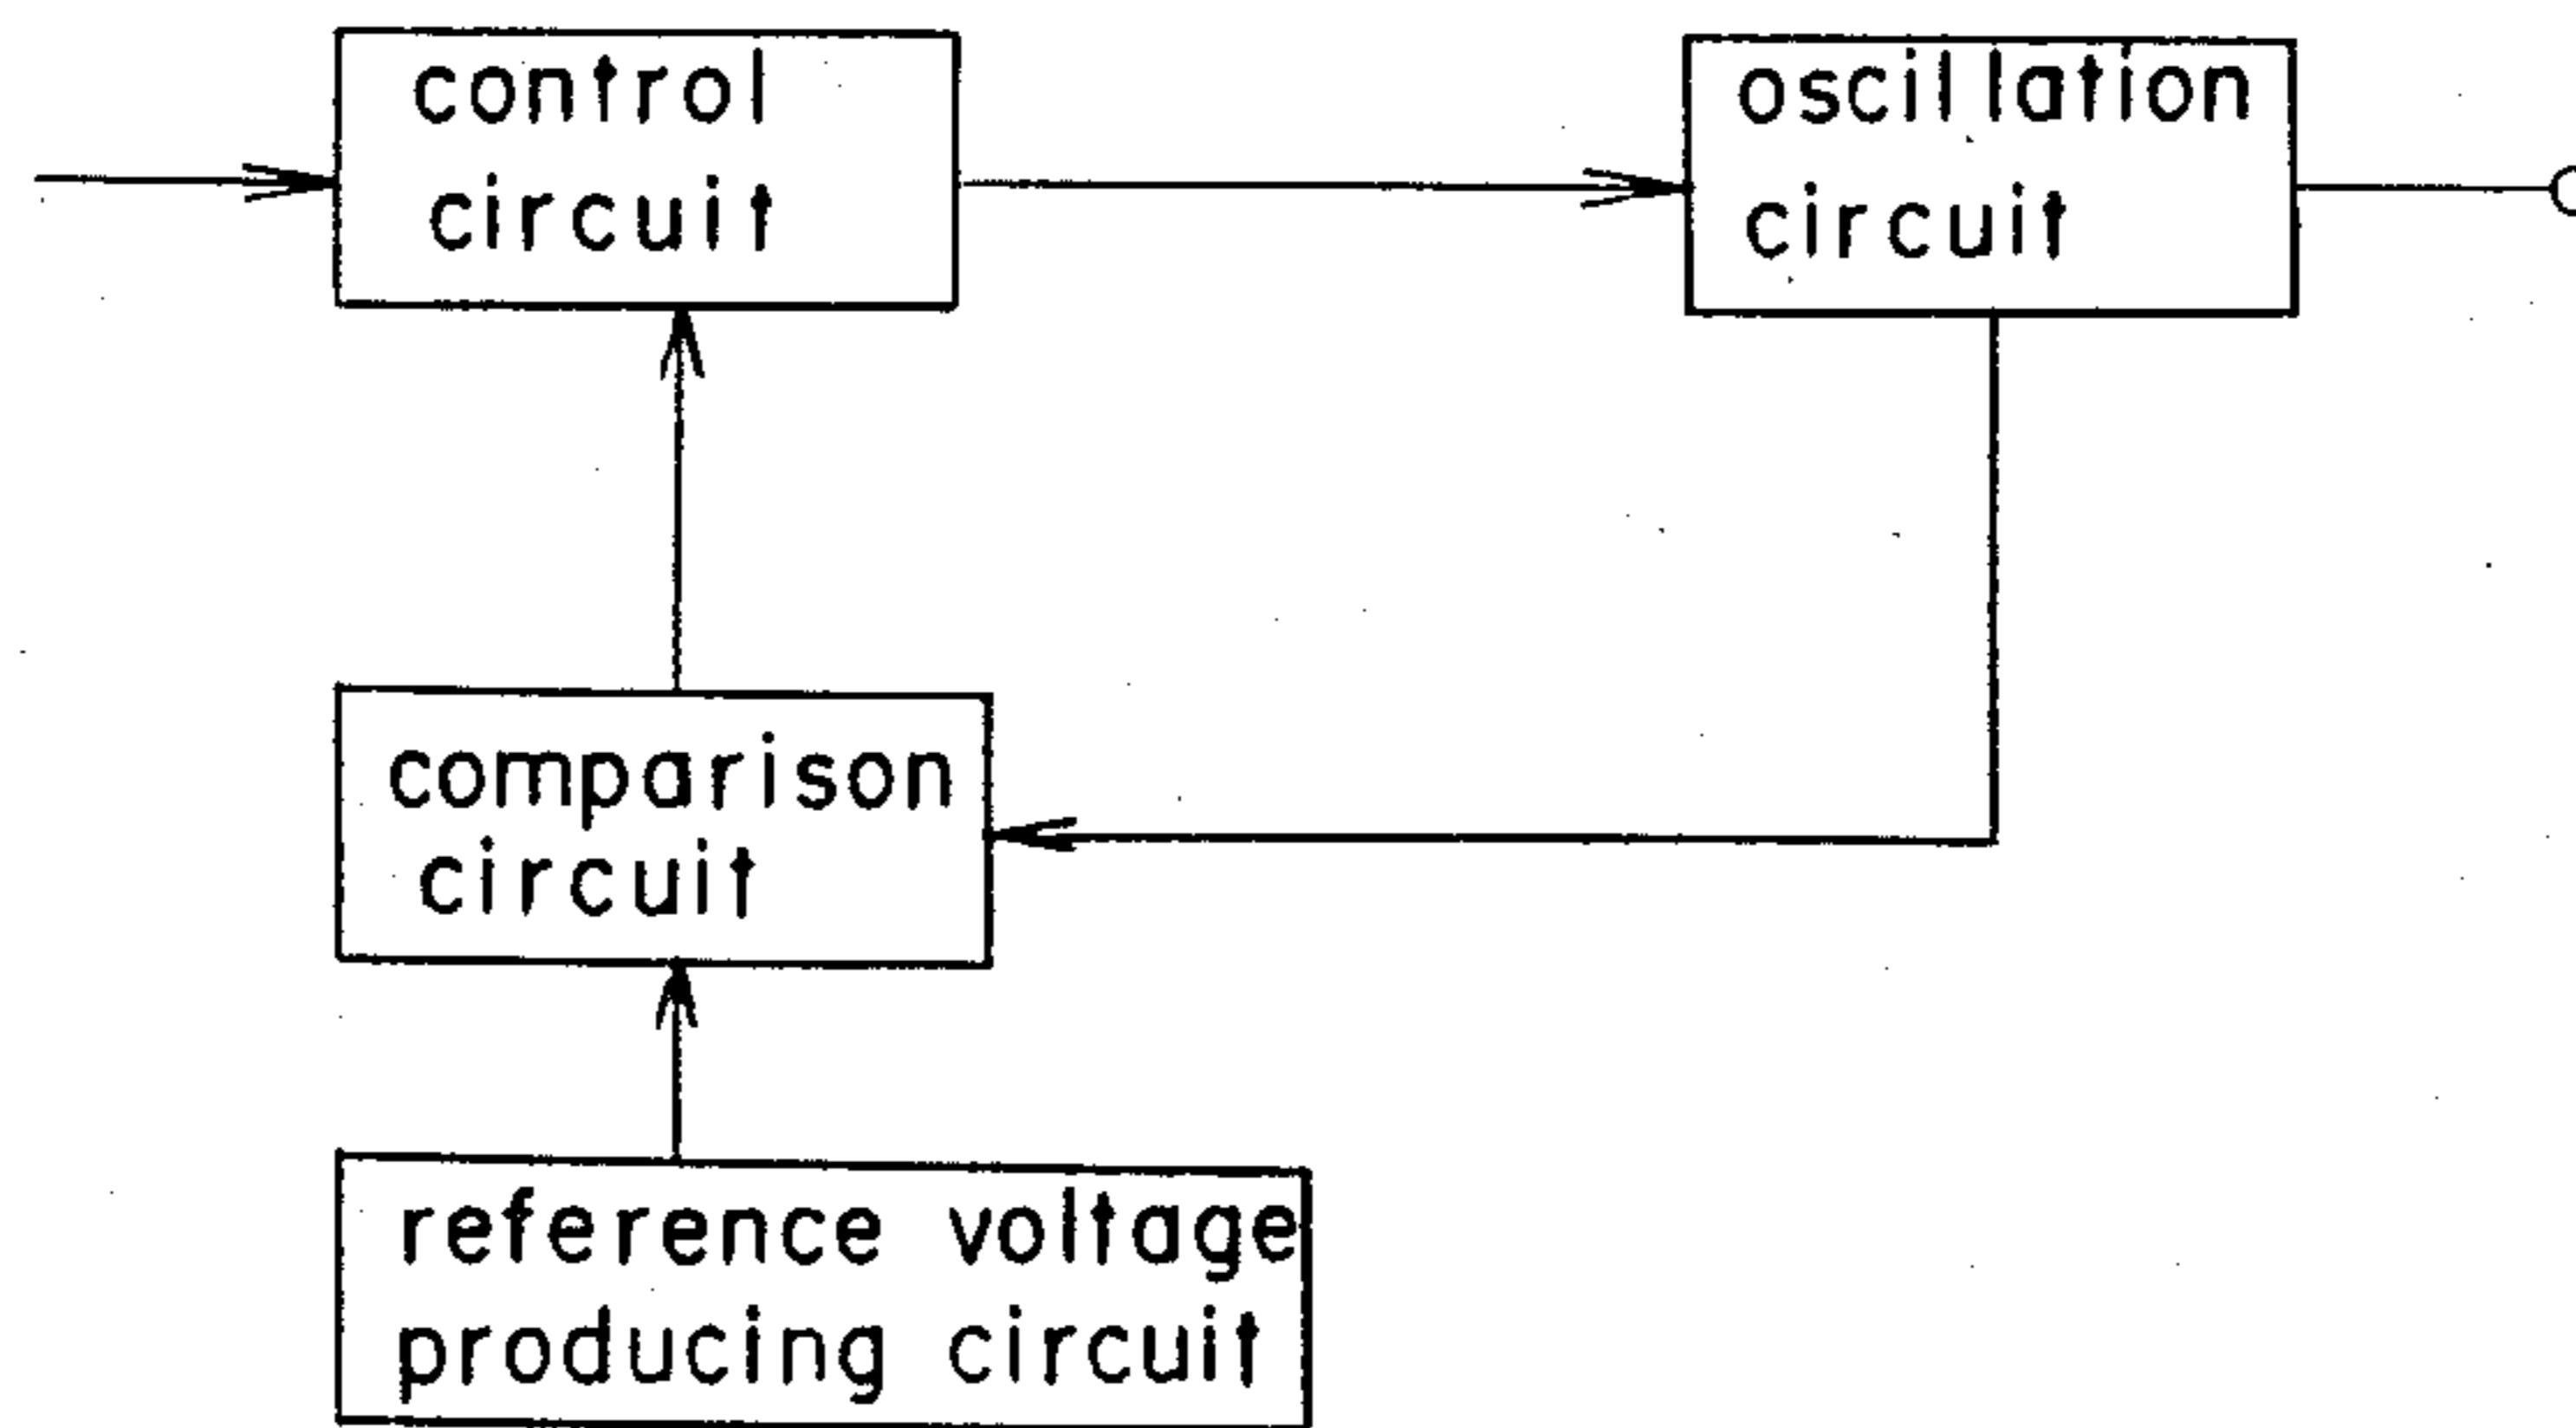 control
circuit
oscillation
circuit
comparison
circuit
reference voltage
producing circuit